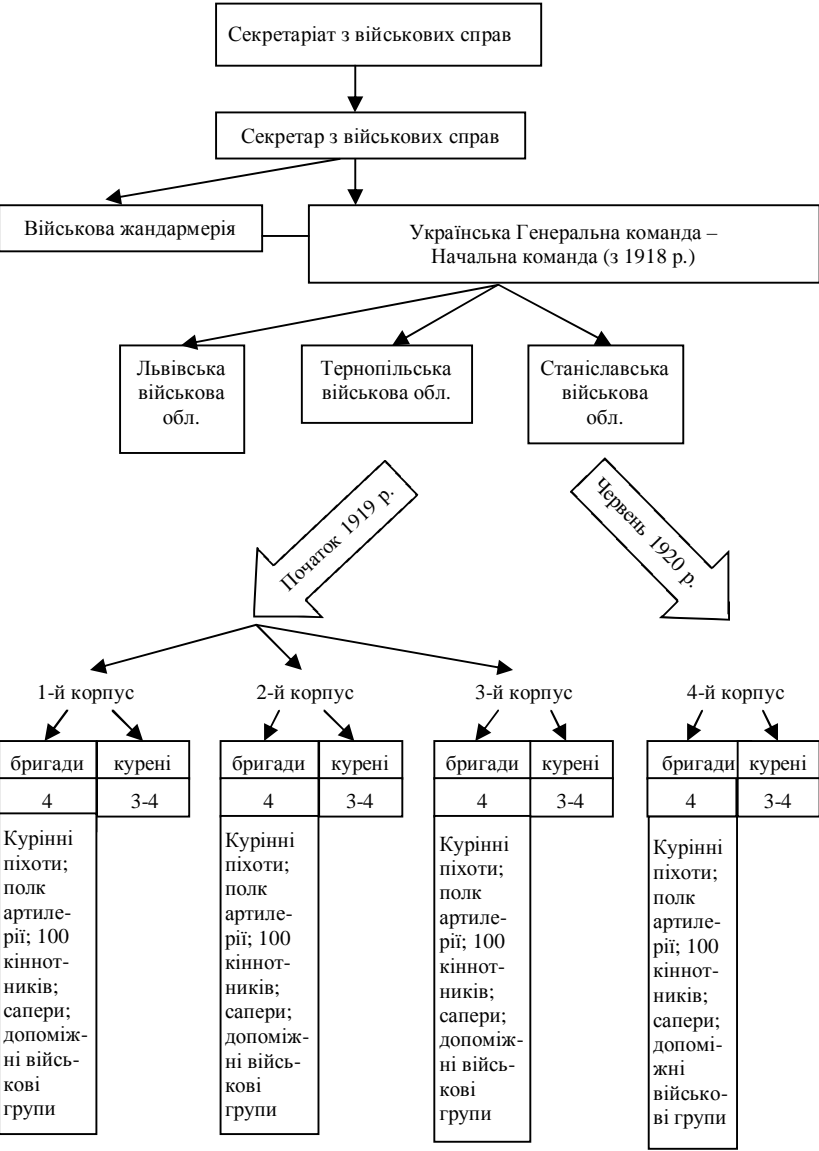 Секретаріат з військових справ
Секретар з військових справ
Військова жандармерія
Українська Генеральна команда –
Начальна команда (з 1918 р.)
Львівська
військова
обл.
Тернопільська
військова обл.
Станіславська
військова
обл.
Початок 1919 р.
Червень 1920 р.
1-й корпус
2-й корпус
3-й корпус
4-й корпус
бригади
курені
4
3-4
Курінні
піхоти;
полк
артиле-
рії; 100
кіннот-
ників;
сапери;
допоміж-
ні війсь-
кові
групи
бригади
курені
4
3-4
Курінні
піхоти;
полк
артиле-
рії; 100
кіннот-
ників;
сапери;
допоміж-
ні війсь-
кові
групи
бригади
курені
4
3-4
Курінні
піхоти;
полк
артиле-
рії; 100
кіннот-
ників;
сапери;
допоміж-
ні війсь-
кові
групи
бригади
курені
4
3-4
Курінні
піхоти;
полк
артиле-
рії; 100
кіннот-
ників;
сапери;
допомі-
жні
військо-
ві групи